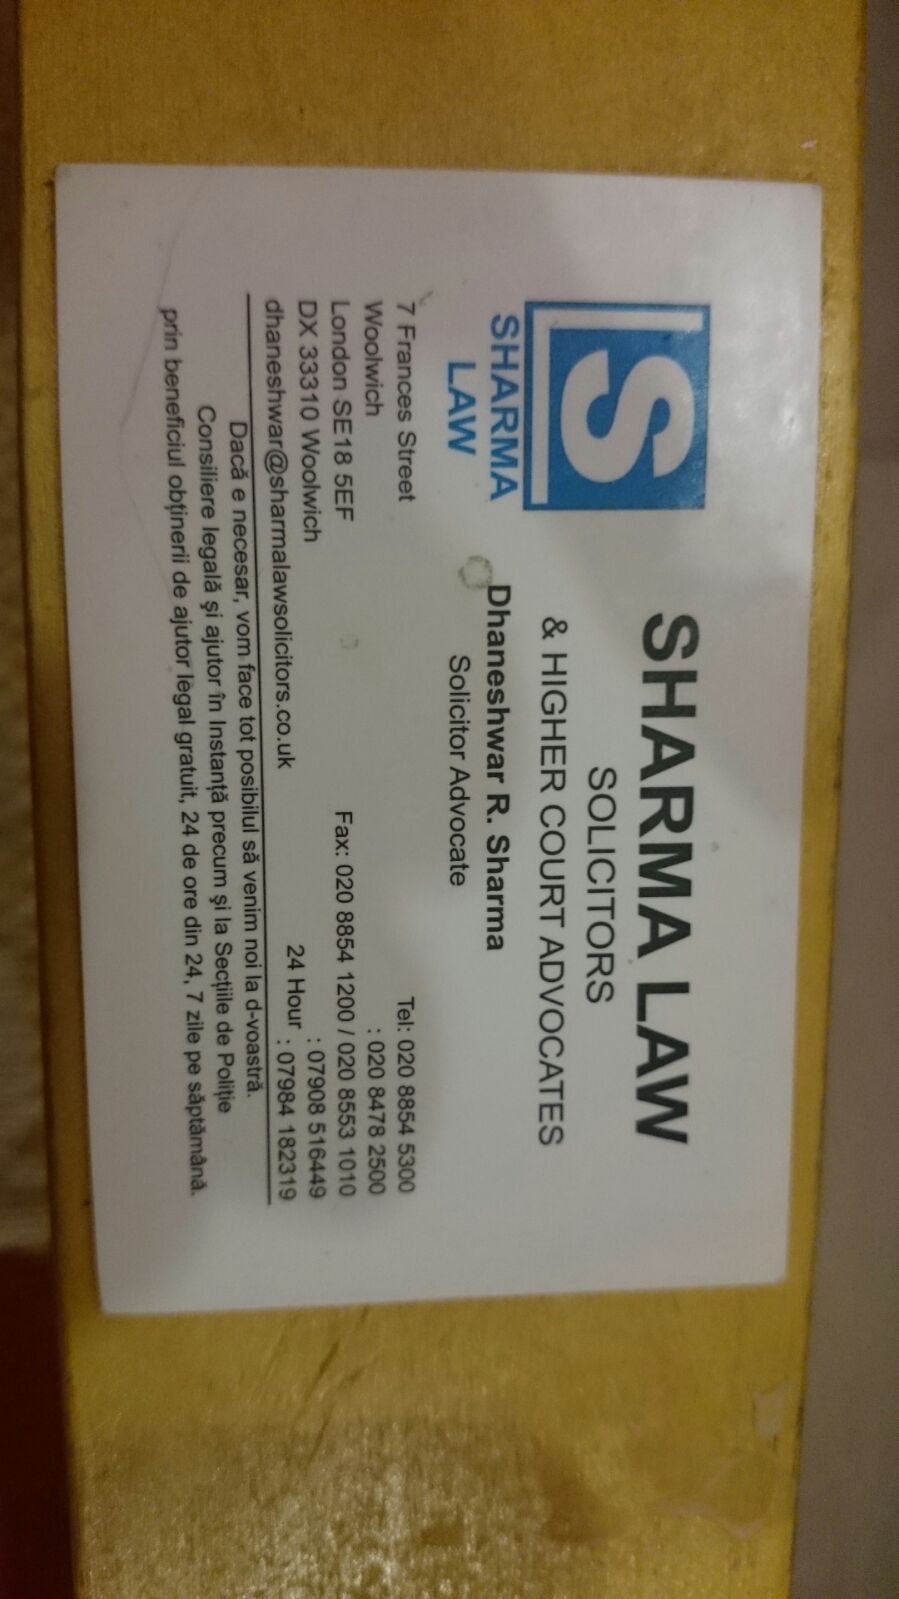 S
SHARMA
LAW
SHARMA LAW
SOLICITORS
& HIGHER COURT ADVOCATES
Dhaneshwar R. Sharma
Solicitor Advocate
7 Frances Street
Woolwich
London SE18 5EF
DX 33310 Woolwich
dhaneshwar@sharmalawsolicitors.co.uk
Tel: 020 8854 5300
: 020 8478 2500
Fax: 020 8854 1200 / 020 8553 1010
: 07908 516449
24 Hour : 07984 182319
Dacă e necesar, vom face tot posibilul să venim noi la d-voastră.
Consiliere legală şi ajutor în Instanţă precum şi la Secţiile de Poliţie
prin beneficiul obţinerii de ajutor legal gratuit, 24 de ore din 24, 7 zile pe săptămână.